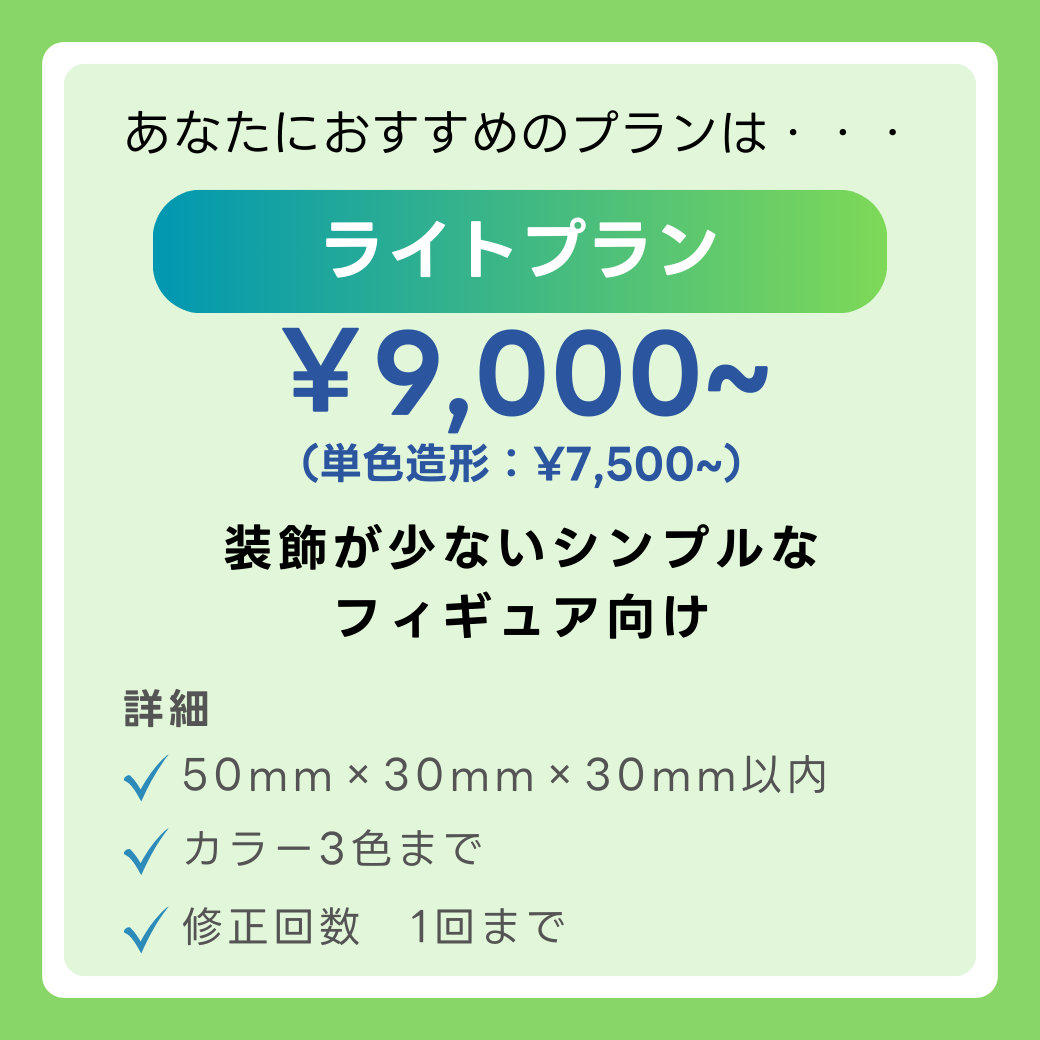 あなたにおすすめのプランは・・・
ライトプラン
¥9,000~
（単色造形：¥7,500~）
装飾が少ないシンプルな
フィギュア向け
詳細
50mm×30mm×30mm以内
カラー3色まで
修正回数　1回まで